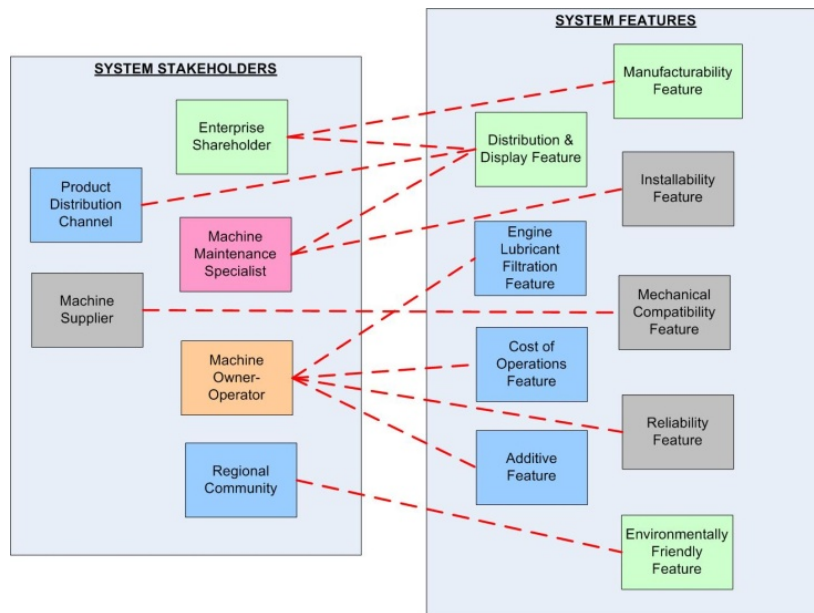 SYSTEM STAKEHOLDERS
Enterprise
Shareholder
Product
Distribution
Channel
Machine
Maintenance
Specialist
Machine
Supplier
Machine
Owner-
Operator
Regional
Community
SYSTEM FEATURES
Manufacturability
Feature
Distribution &
Display Feature
Installability
Feature
Engine
Lubricant
Filtration
Feature
Mechanical
Compatibility
Feature
Cost of
Operations
Feature
Reliability
Feature
Additive
Feature
Environmentally
Friendly
Feature